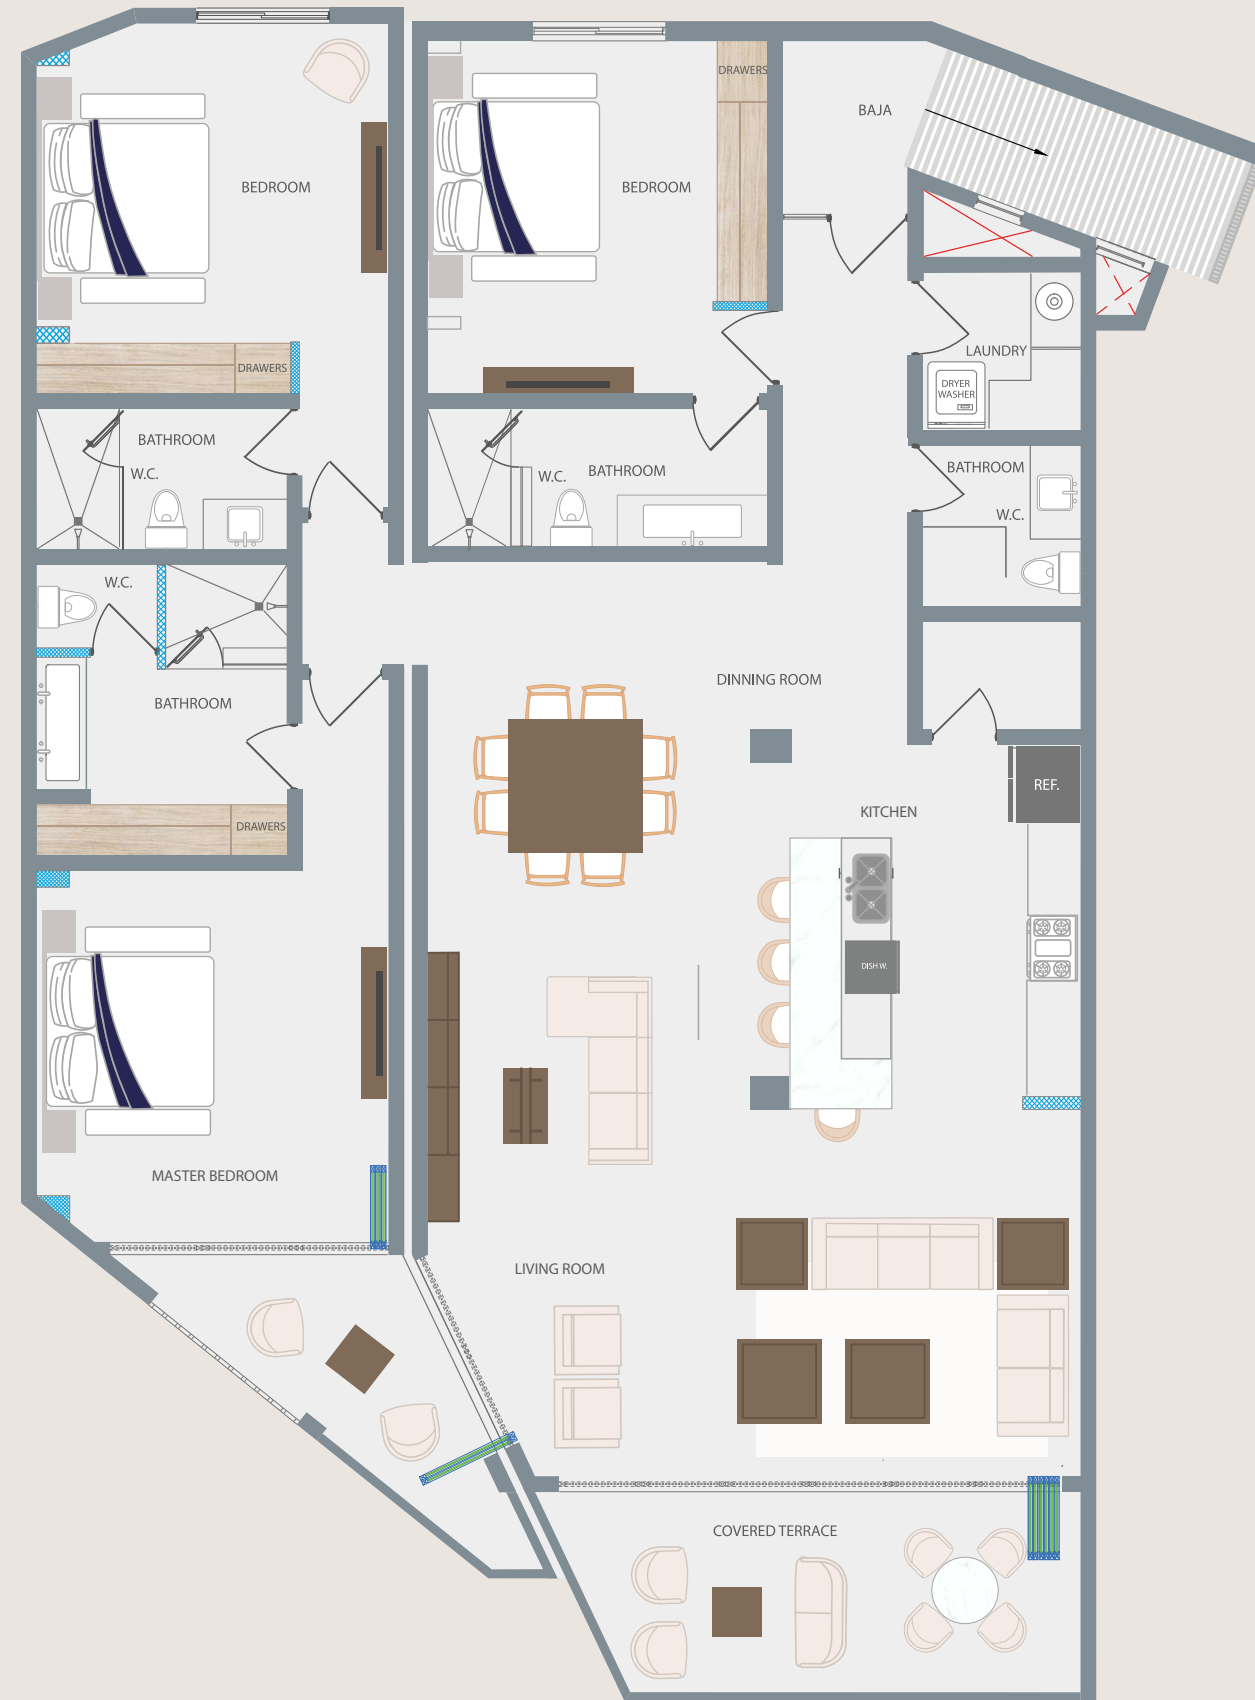 DRAWERS
BAJA
BEDROOM
BEDROOM
LAUNDRY
DRAWERS
DRYER
WASHER
BATHROOM
W.C.
BATHROOM
W.C.
BATHROOM
W.C.
W.C.
DINNING ROOM
BATHROOM
REF.
KITCHEN
DRAWERS
DISH W.
MASTER BEDROOM
LIVING ROOM
COVERED TERRACE